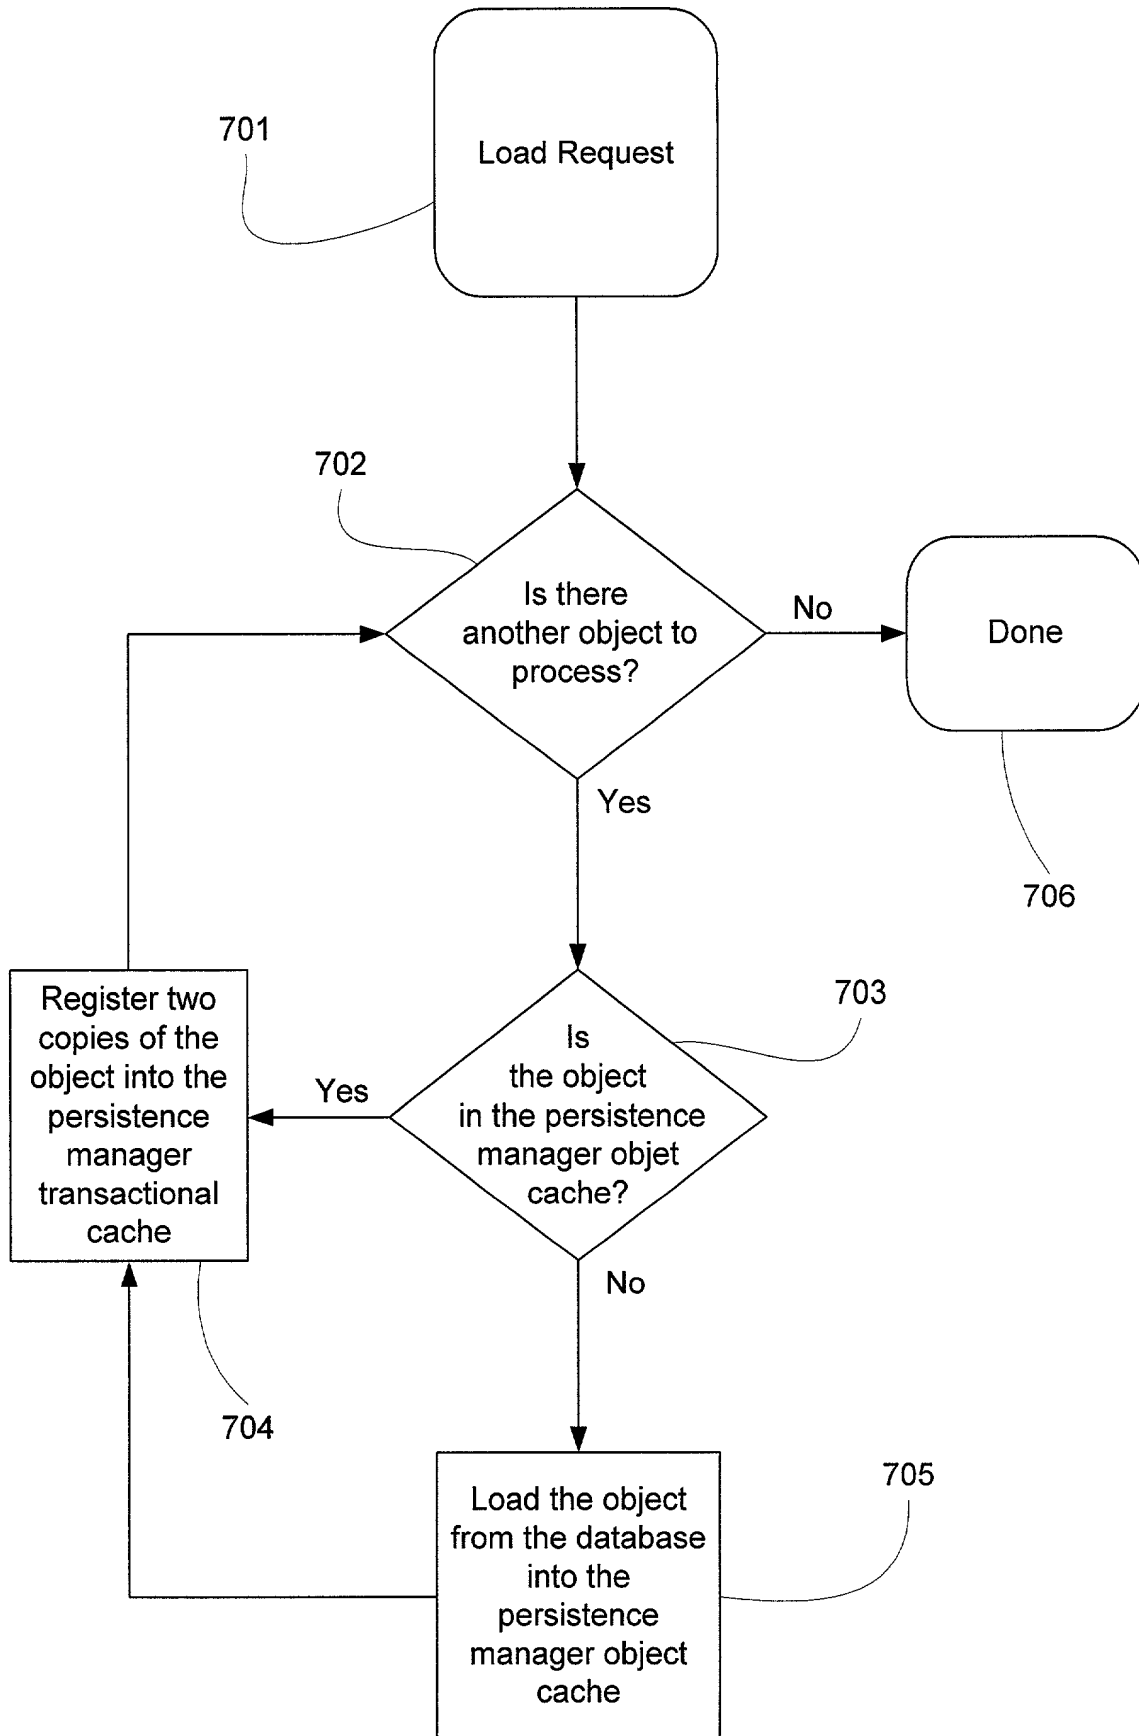 701
Load Request
702
Is there
another object to
process?
No
Done
Yes
706
703
Register two
copies of the
object into the
persistence
manager
transactional
cache
Yes
Is
the object
in the persistence
manager objet
cache?
No
704
705
Load the object
from the database
into the
persistence
manager object
cache